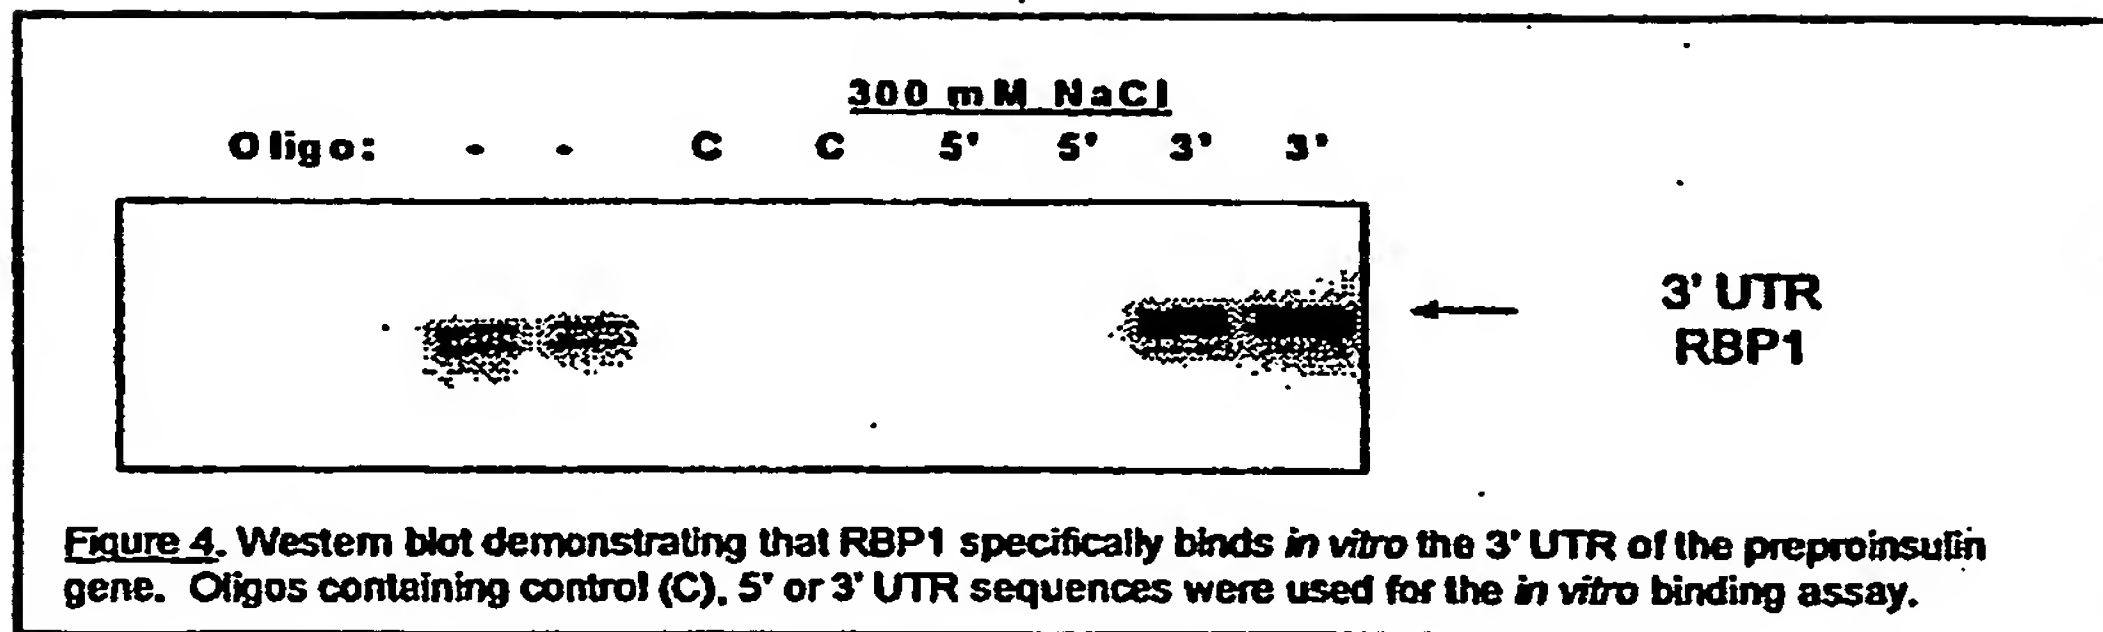 300 mM NaCl
Oligo: - - C C 5' 5' 3' 3'
3' UTR
RBP1
Figure 4. Western blot demonstrating that RBP1 specifically binds in vitro the 3' UTR of the preproinsulin
gene. Oligos containing control (C), 5' or 3' UTR sequences were used for the in vitro binding assay.